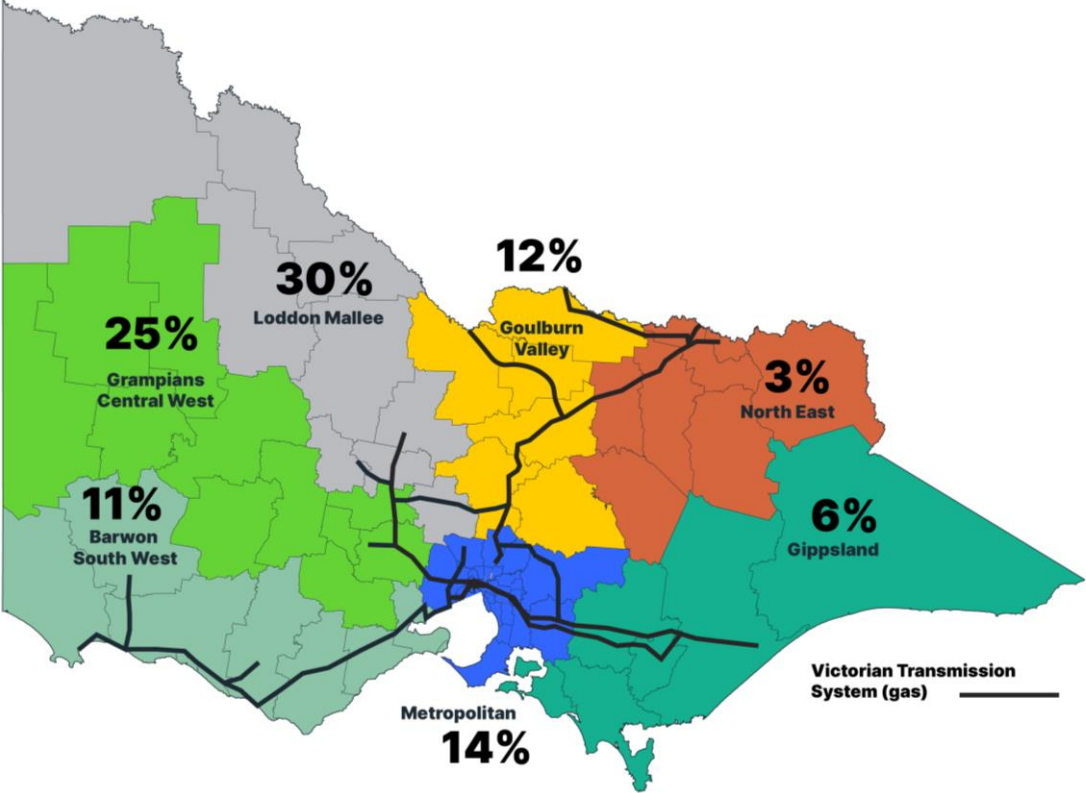 12%
30%
Loddon Mallee
Goulburn
Valley
25%
Grampians
Central West
3%
North East
11%
Barwon
South West
6%
Gippsland
Victorian Transmission
System (gas)
Metropolitan
14%